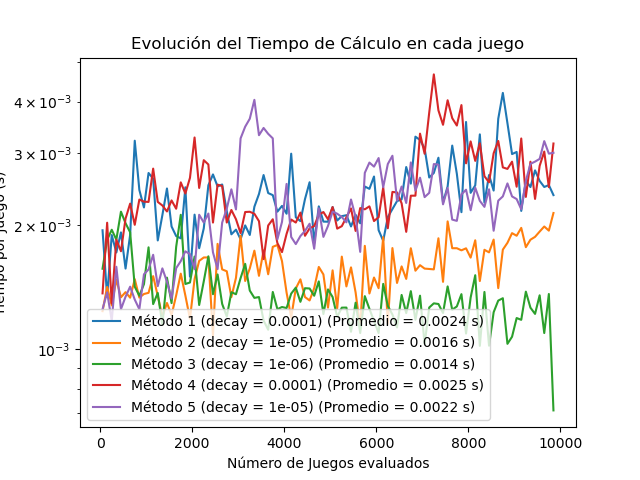 Evolución del Tiempo de Cálculo en cada juego
4 × 10⁻³
3 × 10⁻³
2 × 10⁻³
10⁻³
por juego (s)
Método 1 (decay = 0.0001) (Promedio = 0.0024 s)
Método 2 (decay = 1e-05) (Promedio = 0.0016 s)
Método 3 (decay = 1e-06) (Promedio = 0.0014 s)
Método 4 (decay = 0.0001) (Promedio = 0.0025 s)
Método 5 (decay = 1e-05) (Promedio = 0.0022 s)
0 2000 4000 6000 8000 10000
Número de Juegos evaluados